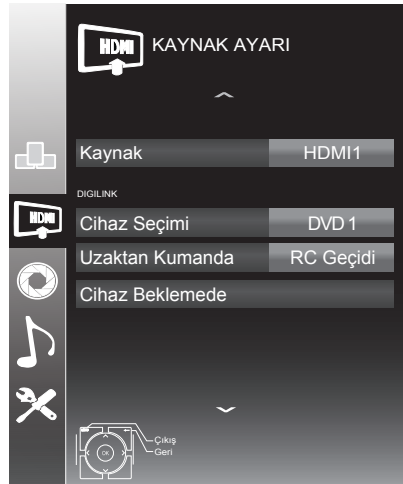 HDMI KAYNAK AYARI
Kaynak HDMI1
DIGILINK
HDMI
Cihaz Seçimi DVD 1
Uzaktan Kumanda RC Geçidi
Cihaz Beklemede
Çıkış
OK
Geri